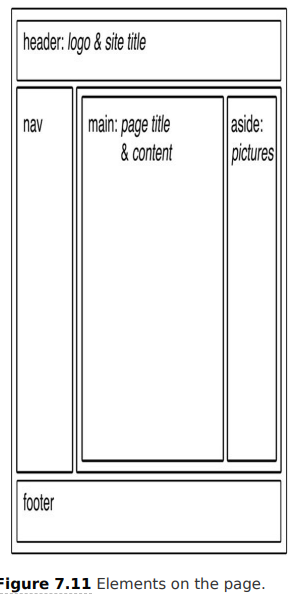 header: logo & site title
nav
main: page title
& content
aside:
pictures
footer
Figure 7.11 Elements on the page.